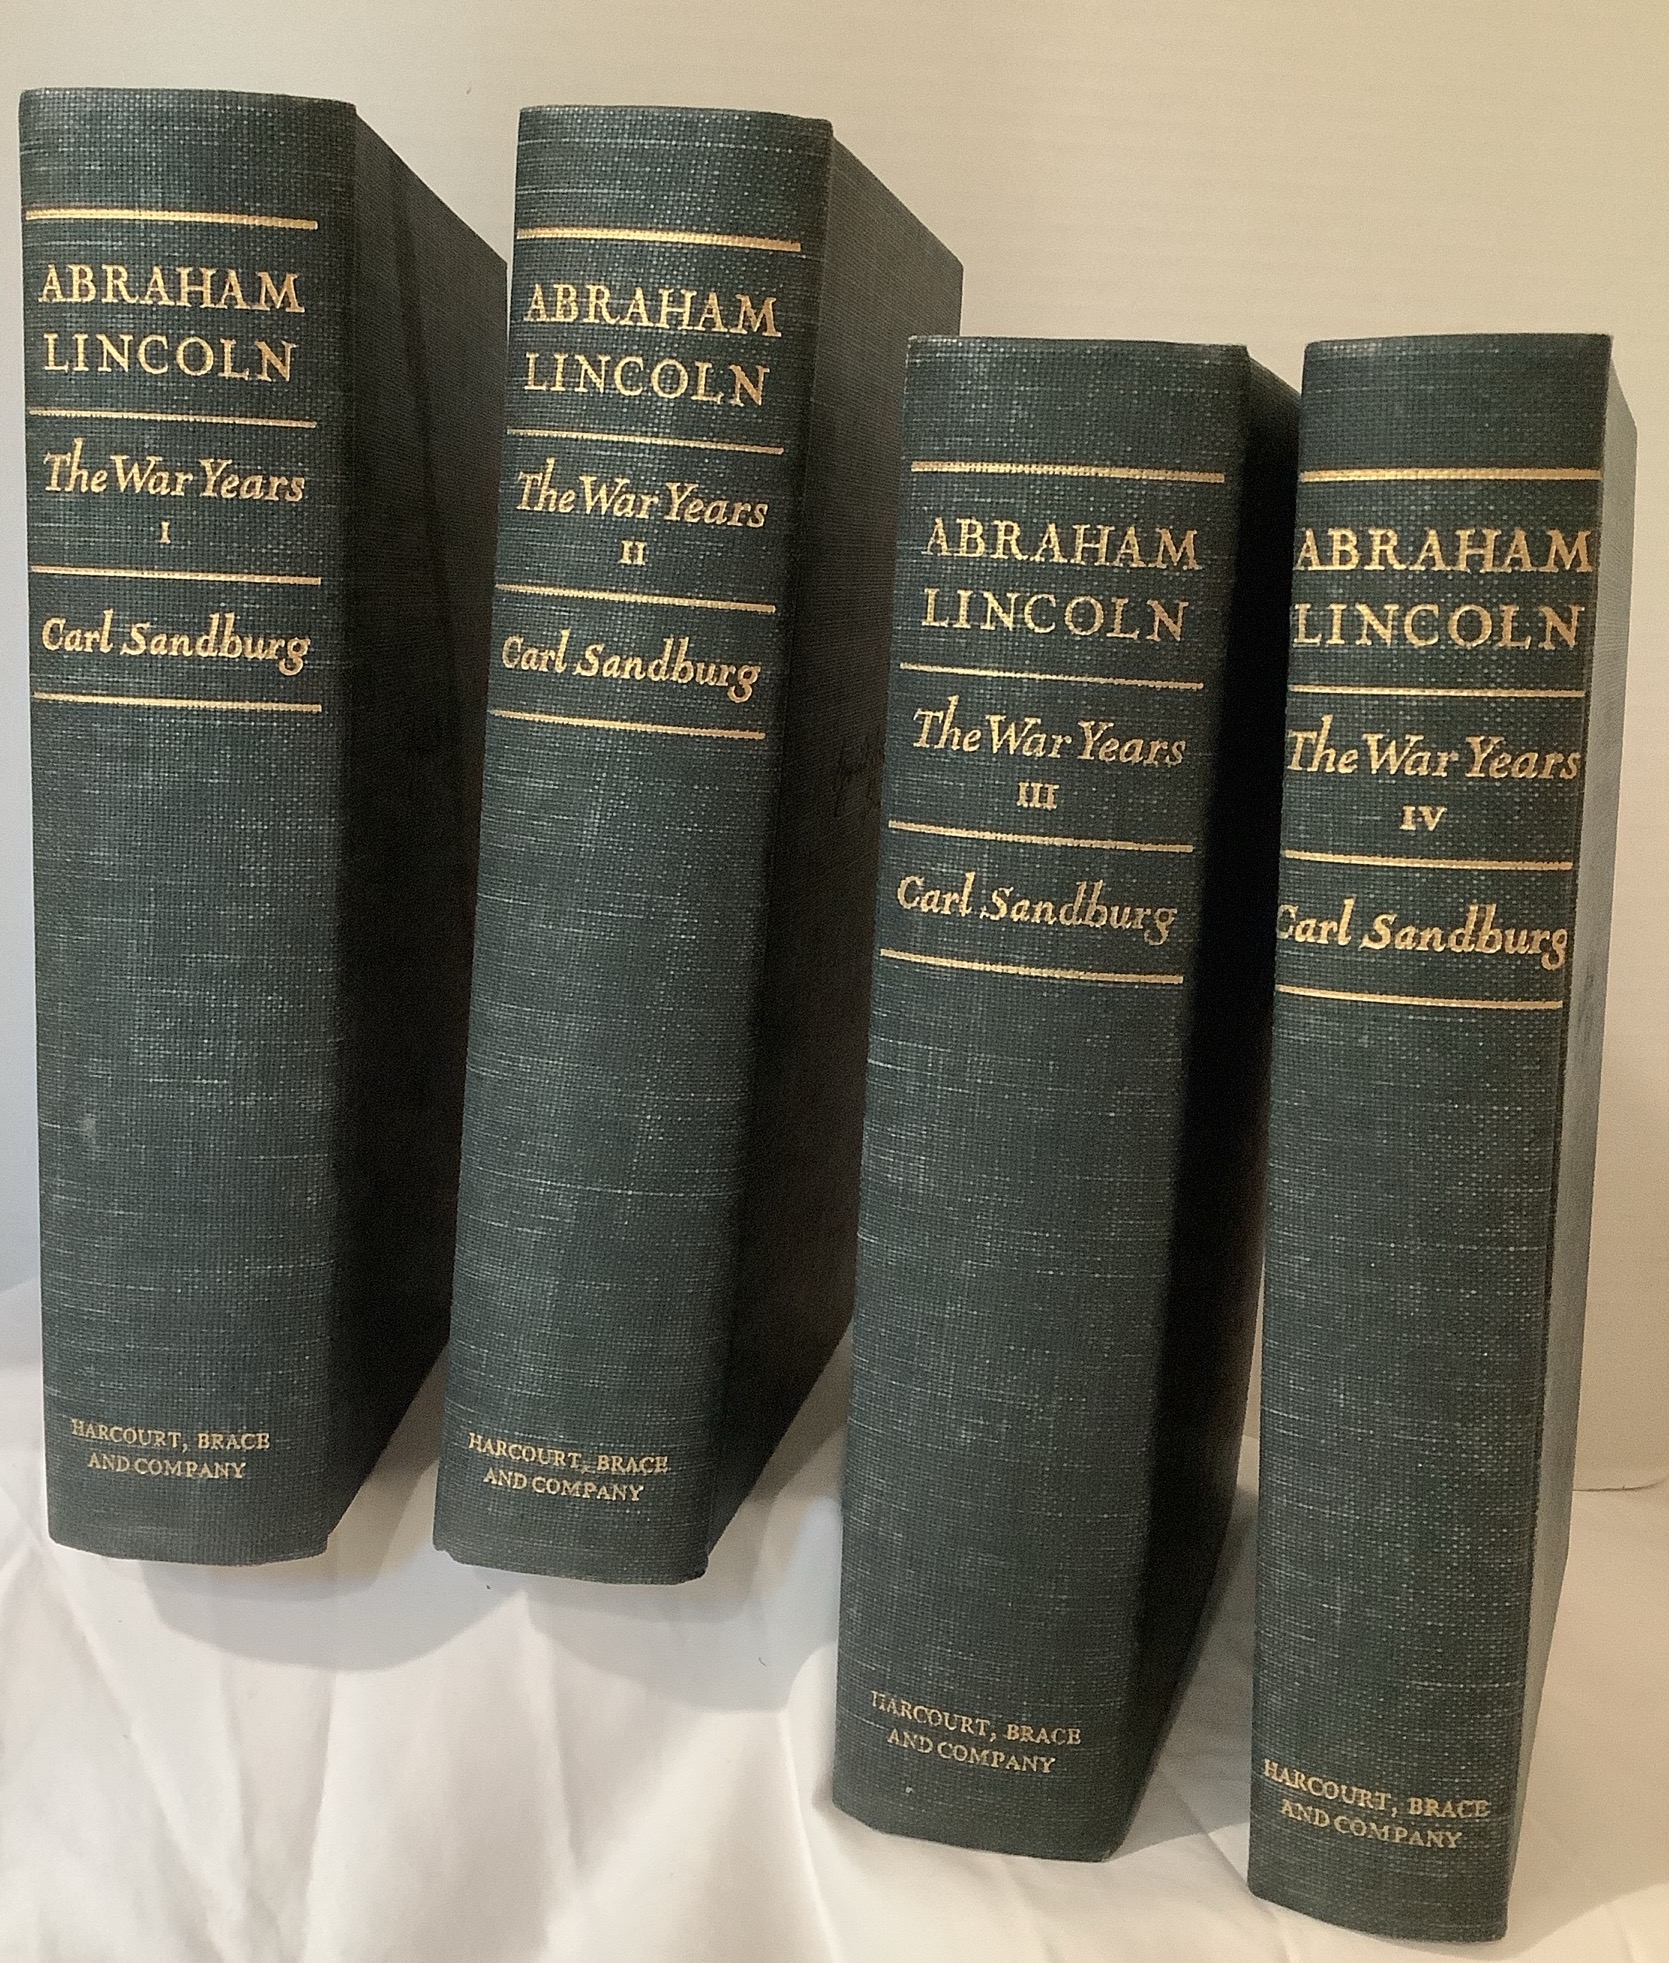 ABRAHAM
LINCOLN
The War Years
I
Carl Sandburg
HARCOURT, BRACE
AND COMPANY
ABRAHAM
LINCOLN
The War Years
II
Carl Sandburg
HARCOURT, BRACE
AND COMPANY
ABRAHAM
LINCOLN
The War Years
III
Carl Sandburg
HARCOURT, BRACE
AND COMPANY
ABRAHAM
LINCOLN
The War Years
IV
Carl Sandburg
HARCOURT, BRACE
AND COMPANY